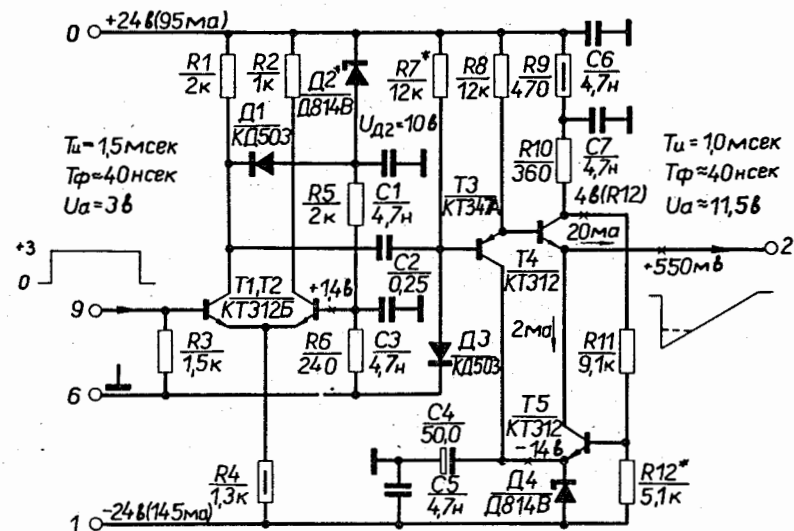 0 +24в(95ма)
R1
2к
R2
1к
Д2*
Д814В
R7*
12к
R8
12к
R9
470
C6
4,7н
Д1
КД503
UД2=10в
Tи=1,5мсек
Tф≈40нсек
Uа=3в
R5
2к
C1
4,7н
R10
360
C7
4,7н
Tи=1,0мсек
Tф≈40нсек
Uа≈11,5в
T3
КТ347А
4в(R12)
20ма
2
+550мв
+3
0
C2
0,25
T4
КТ312
9
T1,T2
КТ312Б
+1,4в
R3
1,5к
R6
240
C3
4,7н
Д3
КД503
2ма
R11
9,1к
6
C4
50,0
T5
КТ312
-14в
R4
1,3к
C5
4,7н
Д4
Д814В
R12*
5,1к
1 -24в(145ма)